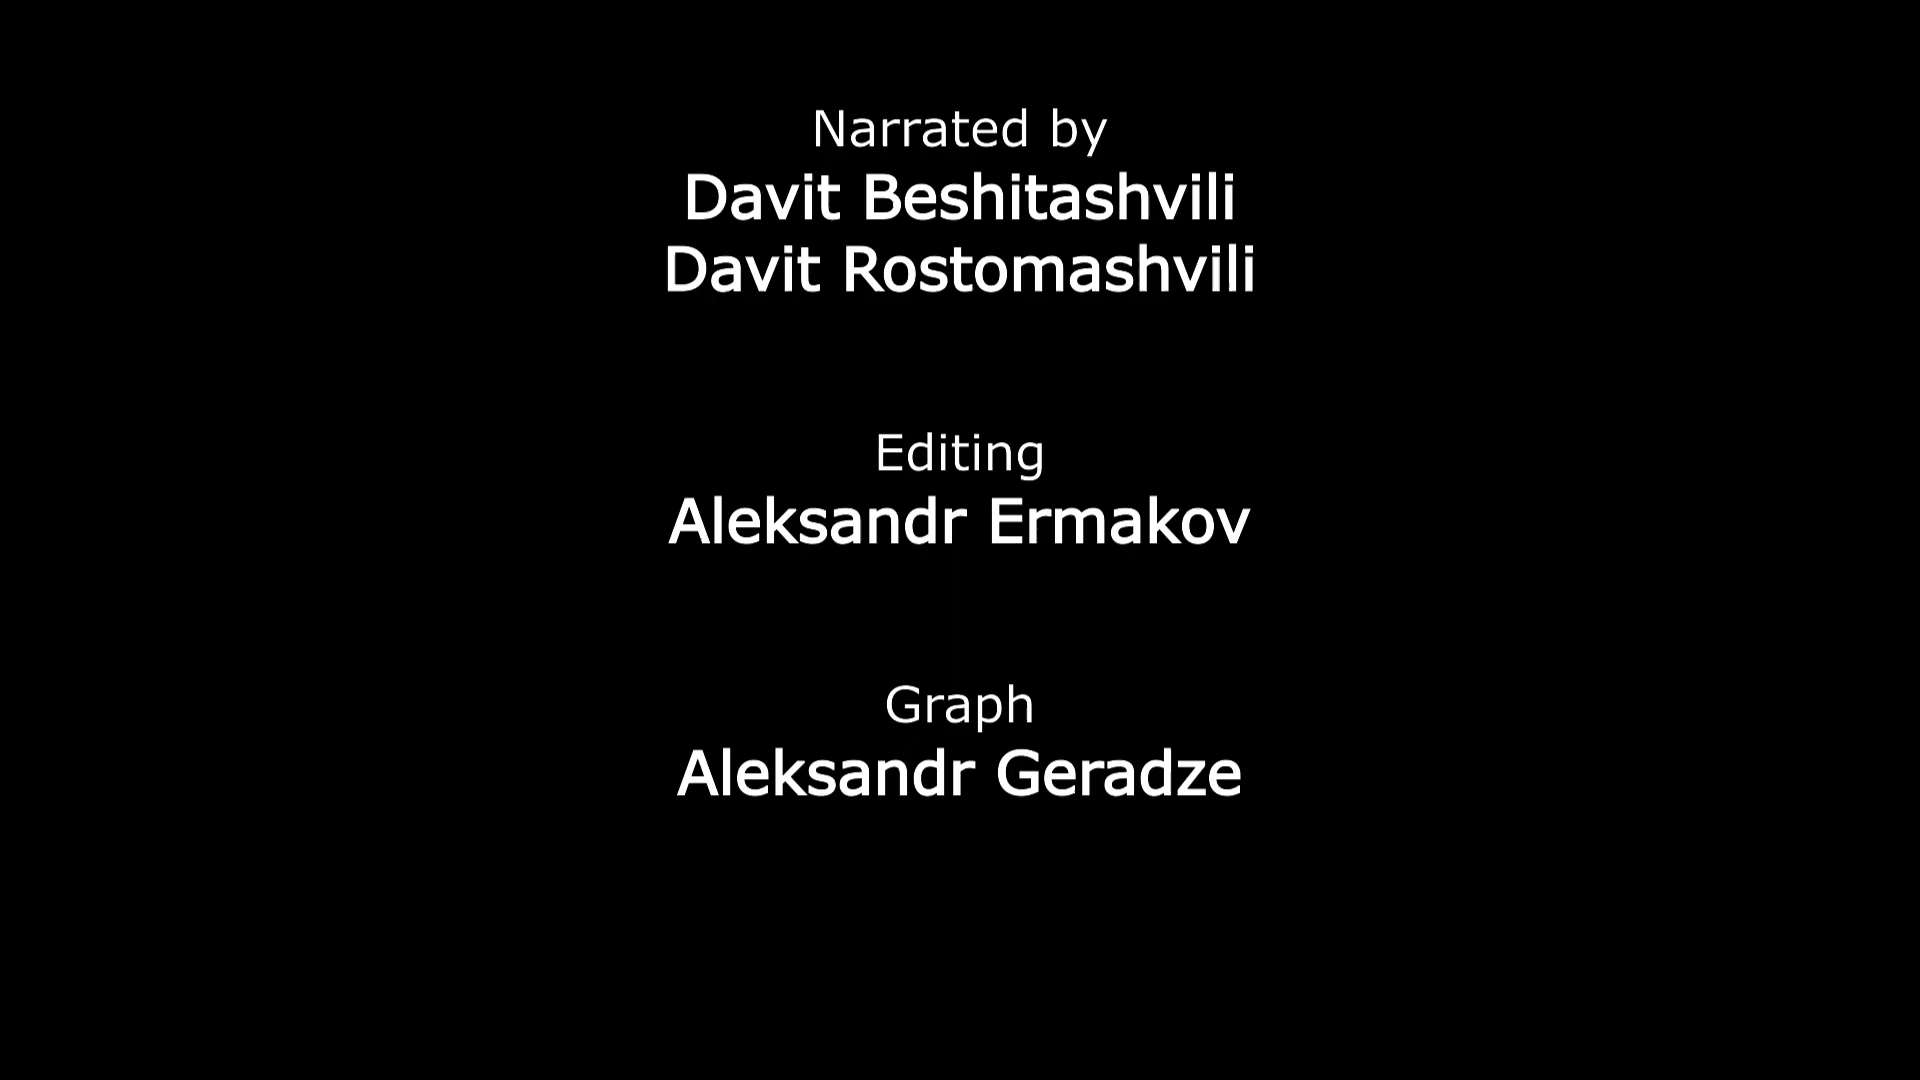 Narrated by
Davit Beshitashvili
Davit Rostomashvili
Editing
Aleksandr Ermakov
Graph
Aleksandr Geradze